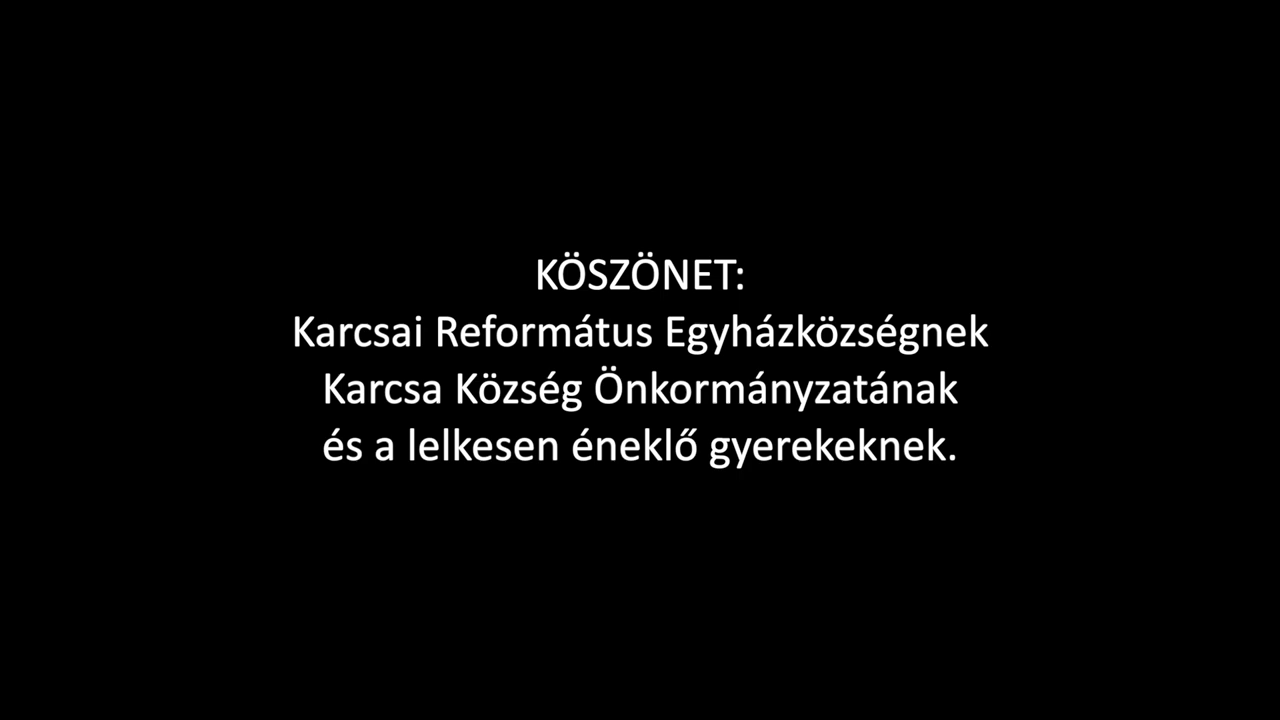 KÖSZÖNET:
Karcsai Református Egyházközségnek
Karcsa Község Önkormányzatának
és a lelkesen éneklő gyerekeknek.